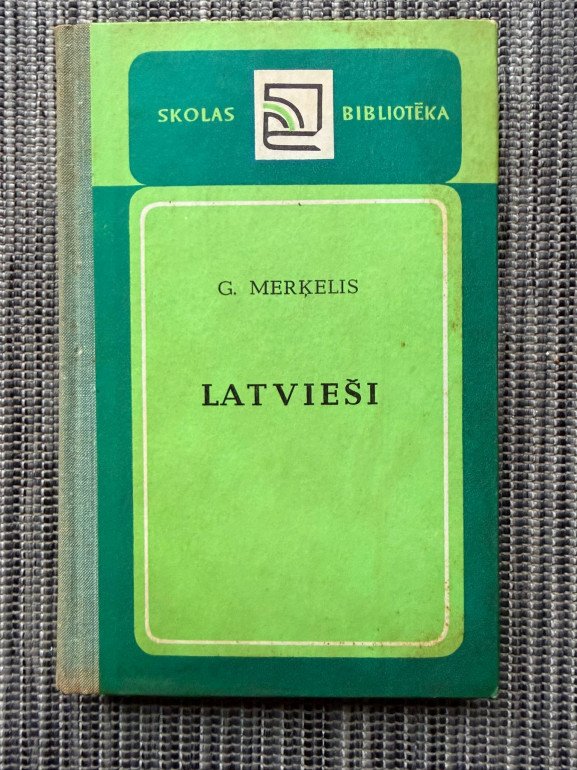 SKOLAS BIBLIOTĒKA
G. MERĶELIS
LATVIEŠI